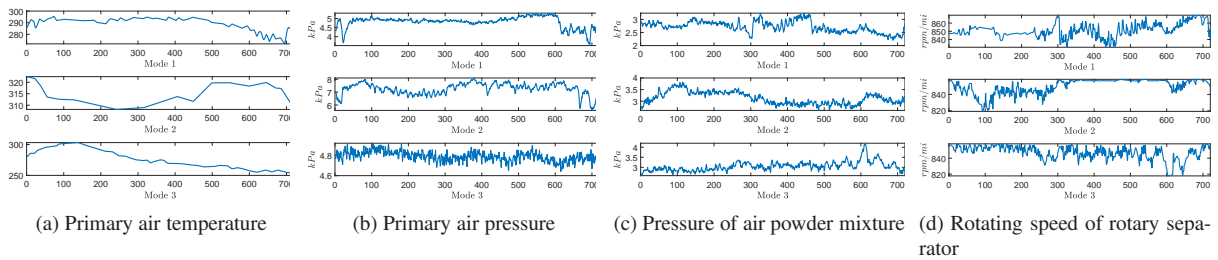 300
290
280
0 100 200 300 400 500 600 700
Mode 1
320
315
310
0 100 200 300 400 500 600 700
Mode 2
300
250
0 100 200 300 400 500 600 700
Mode 3
(a) Primary air temperature
kPa
5
4
0 100 200 300 400 500 600 700
Mode 1
kPa
8
7
6
0 100 200 300 400 500 600 700
Mode 2
kPa
4.8
4.6
0 100 200 300 400 500 600 700
Mode 3
(b) Primary air pressure
kPa
3
2.5
2
0 100 200 300 400 500 600 700
Mode 1
kPa
3.5
3
0 100 200 300 400 500 600 700
Mode 2
kPa
4
3.5
3
0 100 200 300 400 500 600 700
Mode 3
(c) Pressure of air powder mixture
rpm/mi
860
850
840
0 100 200 300 400 500 600 700
Mode 1
rpm/mi
840
820
0 100 200 300 400 500 600 700
Mode 2
rpm/mi
840
820
0 100 200 300 400 500 600 700
Mode 3
(d) Rotating speed of rotary sepa-
rator